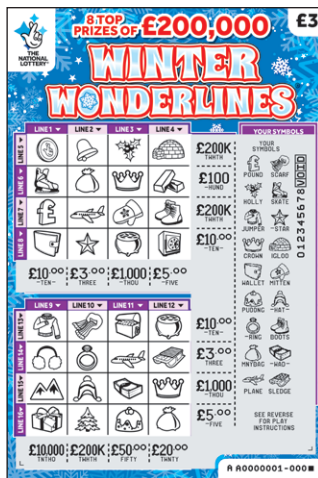 8 TOP PRIZES OF £200,000
£3
THE NATIONAL LOTTERY
WINTER
WONDERLINES
LINE 1 LINE 2 LINE 3 LINE 4
LINE 5
LINE 6
LINE 7
LINE 8
£200K
TWHTH
£100
-HUND
£200K
TWHTH
£10.00
-TEN-
£10.00 £3.00 £1,000 £5.00
-TEN- THREE THOU -FIVE
LINE 9 LINE 10 LINE 11 LINE 12
LINE 13
LINE 14
LINE 15
LINE 16
£10.00
-TEN-
£3.00
THREE
£1,000
-THOU
£5.00
-FIVE
£10,000 £200K £50.00 £20.00
TNTHO TWHTH FIFTY TWNTY
YOUR SYMBOLS
YOUR
SYMBOLS
POUND SCARF
HOLLY SKATE
JUMPER -STAR
CROWN IGLOO
WALLET MITTEN
PUDDNG -HAT-
-RING BOOTS
MNYBAG -WAD-
PLANE SLEDGE
012345678 VOID
SEE REVERSE
FOR PLAY
INSTRUCTIONS
A A0000001-000